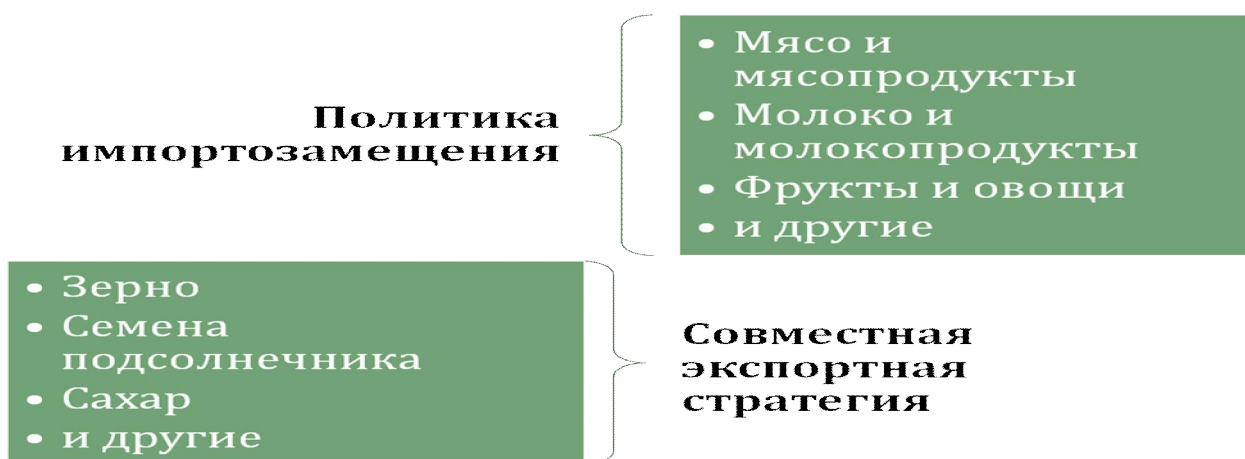 Политика
импортозамещения
• Мясо и
мясопродукты
• Молоко и
молокопродукты
• Фрукты и овощи
• и другие
• Зерно
• Семена
подсолнечника
• Сахар
• и другие
Совместная
экспортная
стратегия